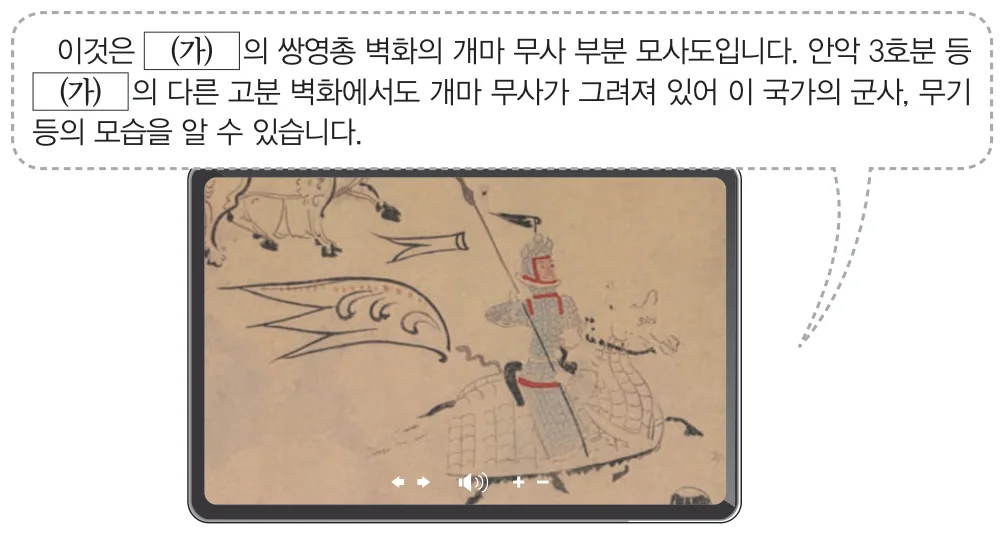 이것은 (가) 의 쌍영총 벽화의 개마 무사 부분 모사도입니다. 안악 3호분 등
(가) 의 다른 고분 벽화에서도 개마 무사가 그려져 있어 이 국가의 군사, 무기
등의 모습을 알 수 있습니다.